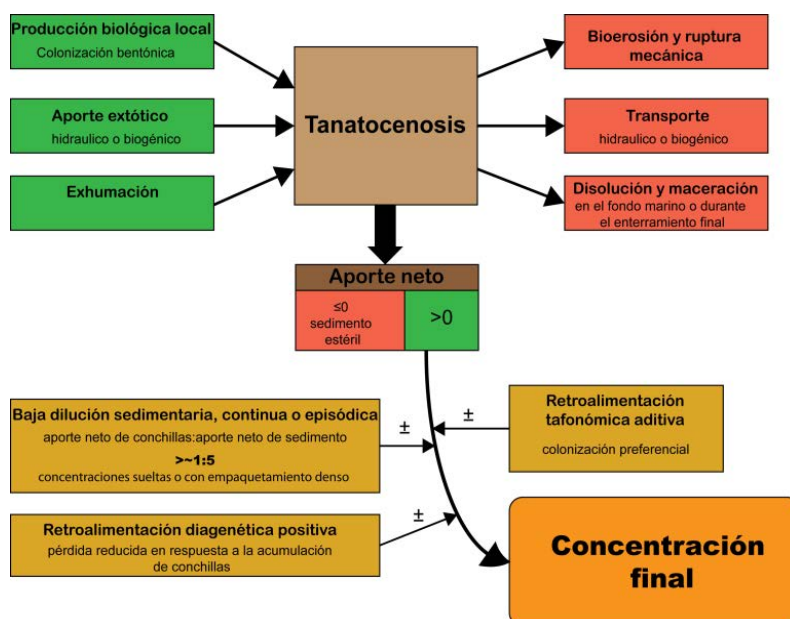 Producción biológica local
Colonización bentónica
Aporte extótico
hidraulico o biogénico
Exhumación
Tanatocenosis
Bioerosión y ruptura
mecánica
Transporte
hidraulico o biogénico
Disolución y maceración
en el fondo marino o durante
el enterramiento final
Aporte neto
≤0
sedimento
estéril
>0
Baja dilución sedimentaria, continua o episódica
aporte neto de conchillas:aporte neto de sedimento
>~1:5
concentraciones sueltas o con empaquetamiento denso
±
±
Retroalimentación
tafonómica aditiva
colonización preferencial
Retroalimentación diagenética positiva
pérdida reducida en respuesta a la acumulación
de conchillas
±
Concentración
final